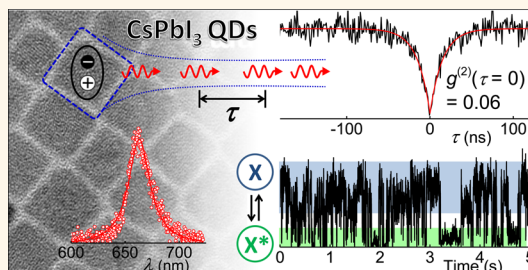 CsPbI₃ QDs
− 
+
τ
g⁽²⁾(τ = 0)
= 0.06
-100 0 100
τ (ns)
X
X*
600 650 700
λ (nm)
0 1 2 3 4 5
Time (s)